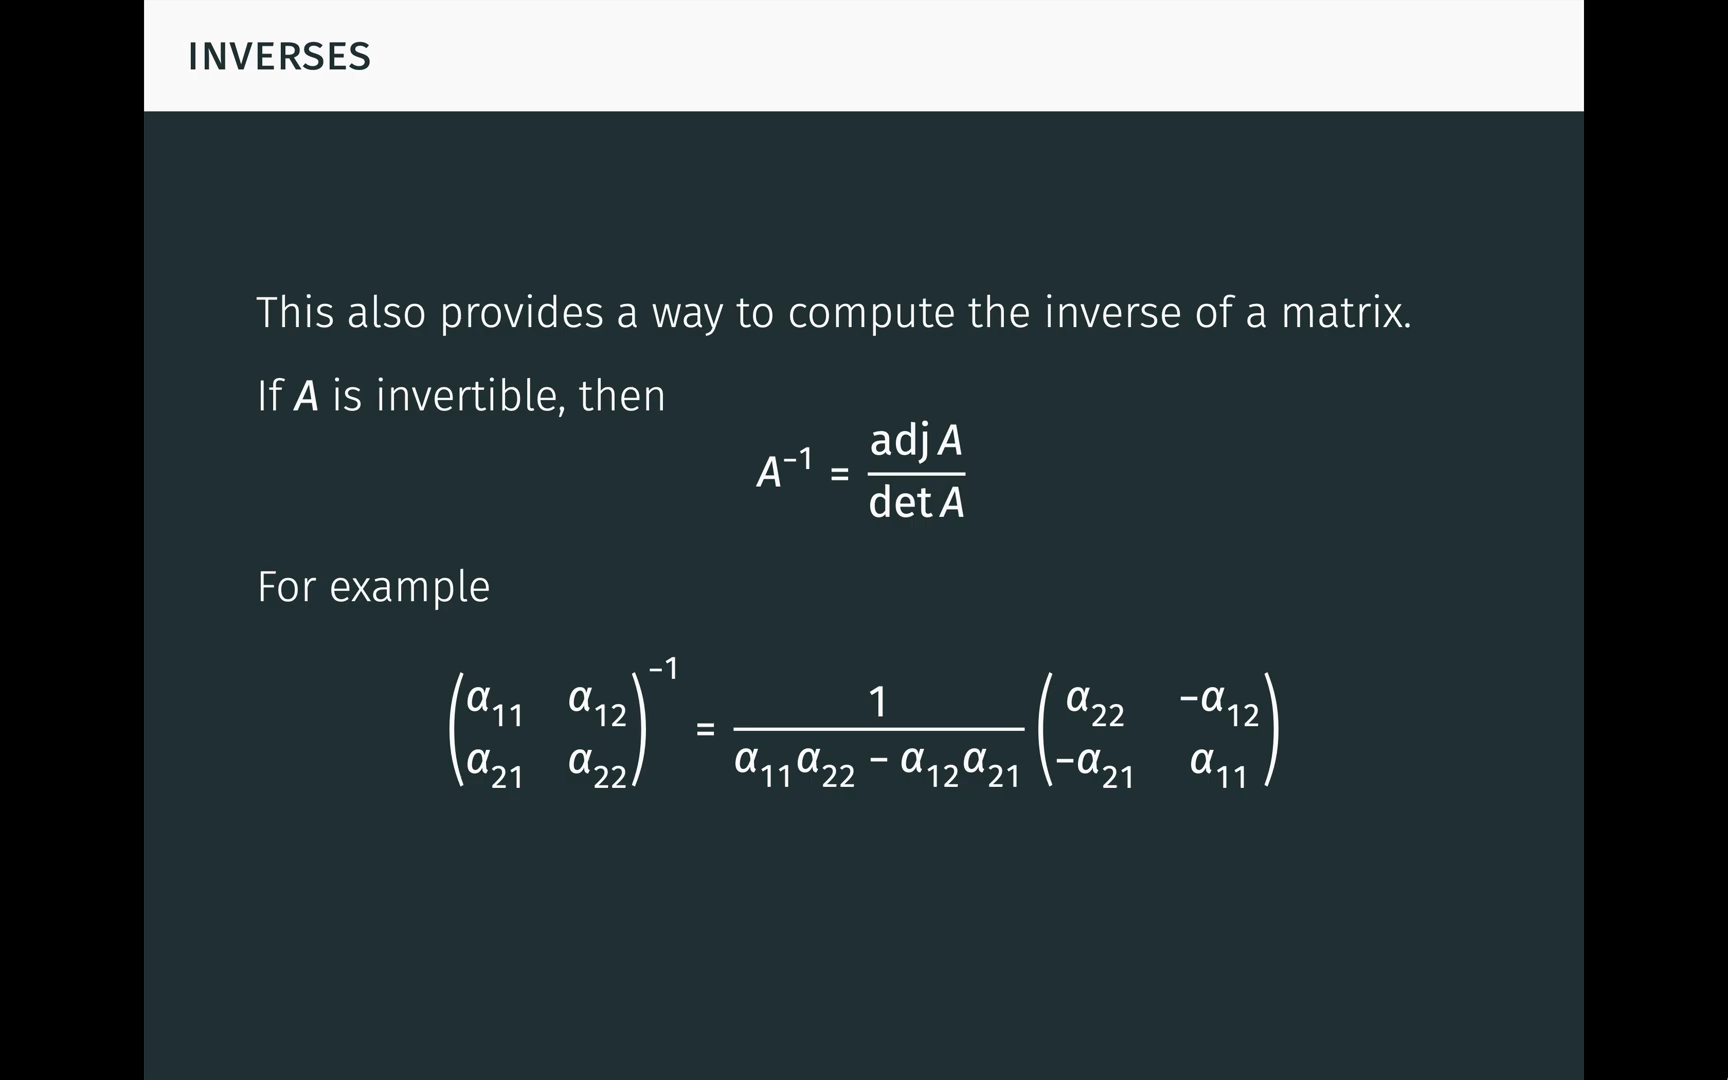 INVERSES
This also provides a way to compute the inverse of a matrix.
If A is invertible, then
A⁻¹ = adj A / det A
For example
(α₁₁ α₁₂
α₂₁ α₂₂)⁻¹ = 1 / (α₁₁α₂₂ − α₁₂α₂₁) (α₂₂ −α₁₂
−α₂₁ α₁₁)